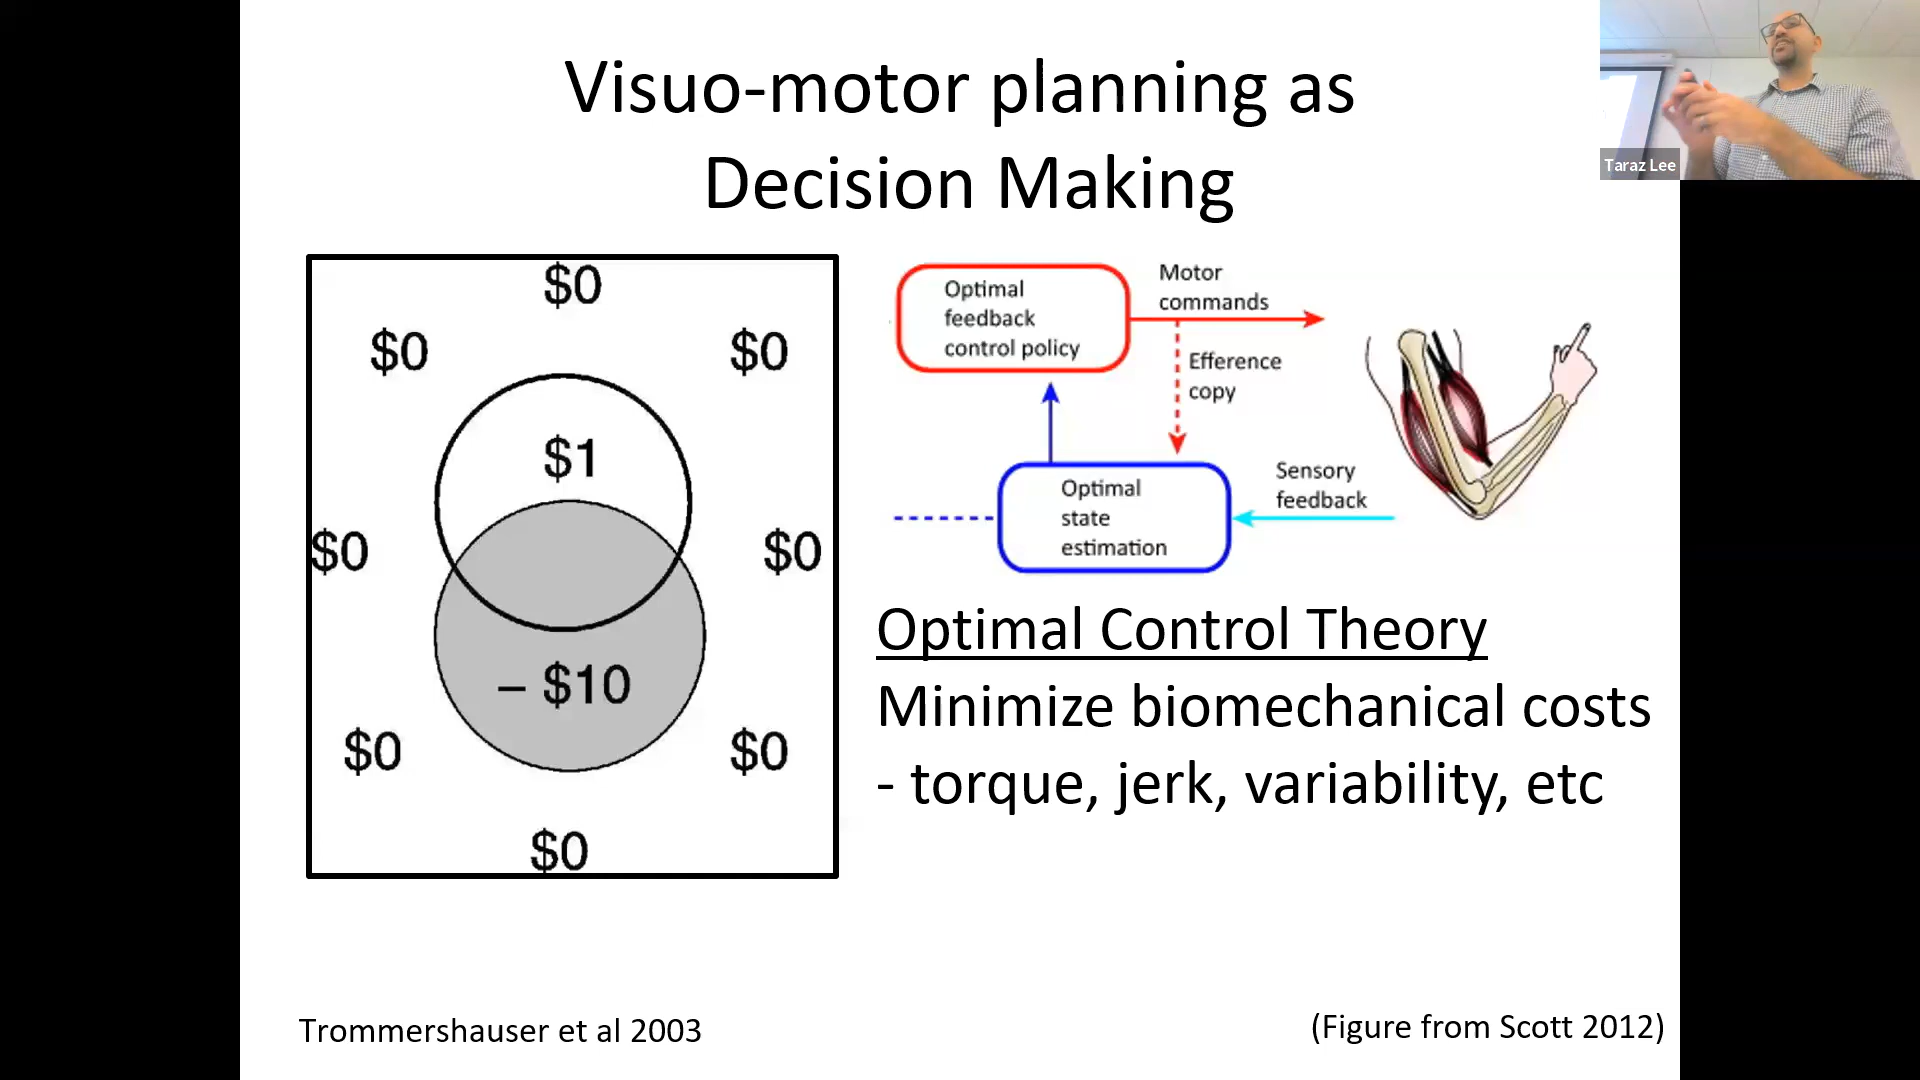 Visuo-motor planning as
Decision Making
Taraz Lee
$0
$0
$0
$1
$0
$0
– $10
$0
$0
$0
Optimal
feedback
control policy
Motor
commands
Efference
copy
Optimal
state
estimation
Sensory
feedback
Optimal Control Theory
Minimize biomechanical costs
- torque, jerk, variability, etc
Trommershauser et al 2003
(Figure from Scott 2012)